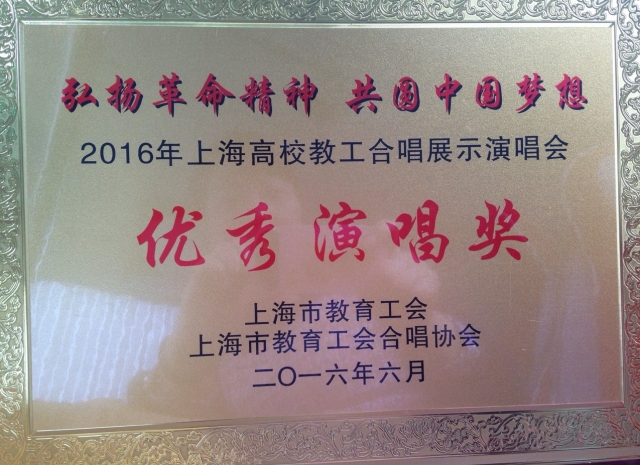 弘扬革命精神 共圆中国梦想
2016年上海高校教工合唱展示演唱会
优秀演唱奖
上海市教育工会
上海市教育工会合唱协会
二〇一六年六月